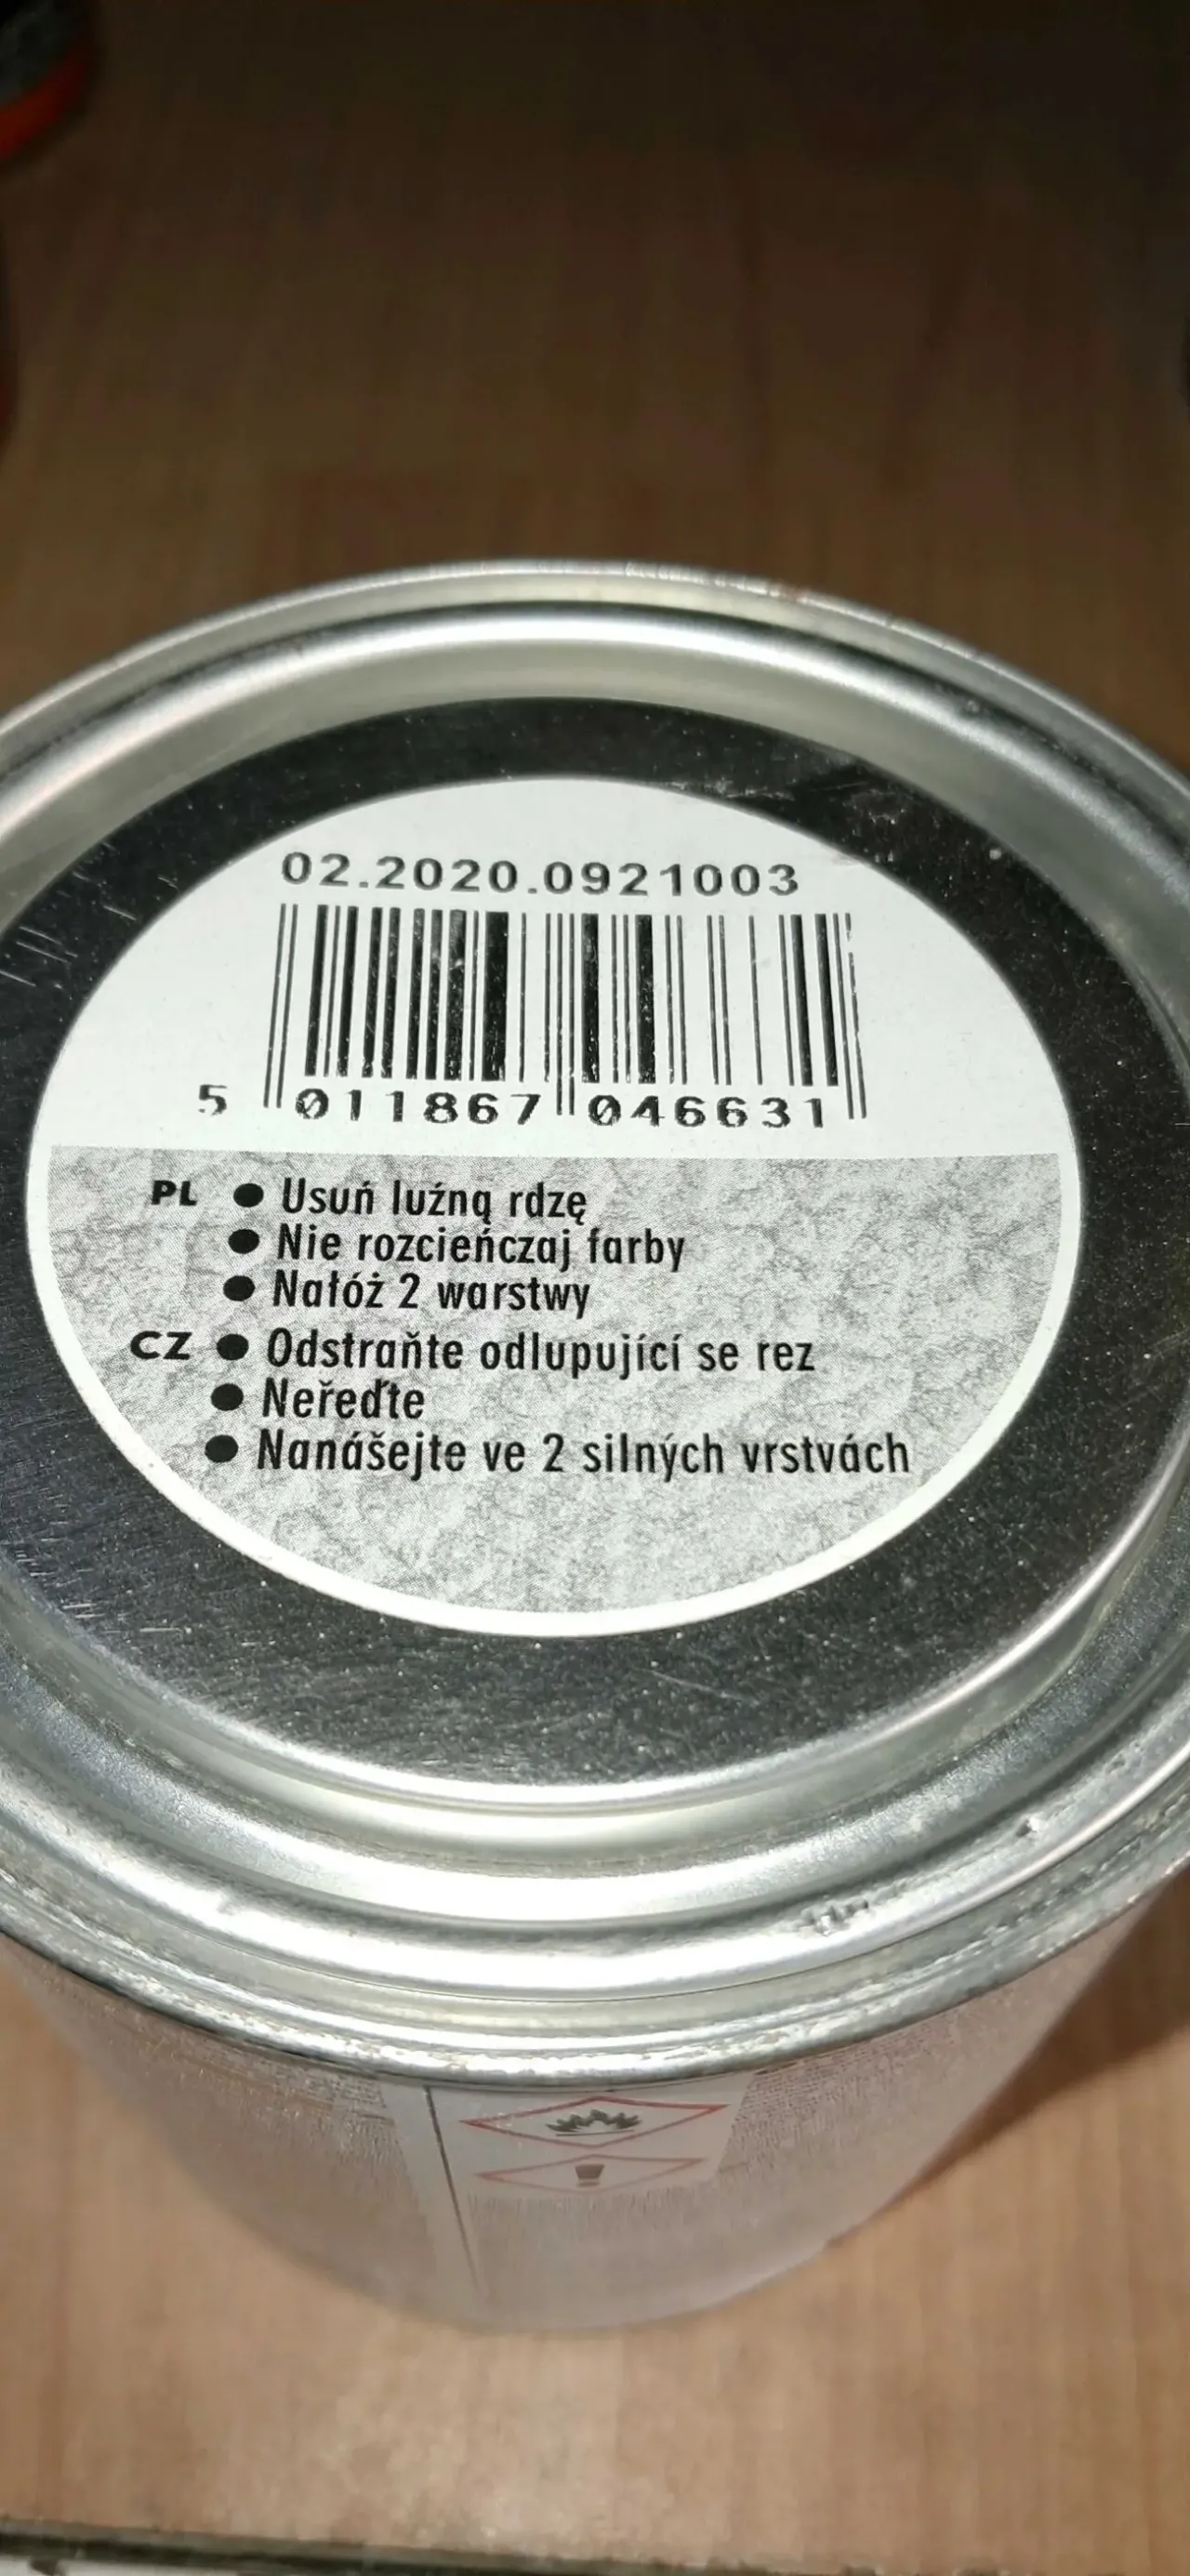 02.2020.0921003
5 011867 046631
PL ● Usuń luźną rdzę
● Nie rozcieńczaj farby
● Nałóż 2 warstwy
CZ ● Odstraňte odlupující se rez
● Neřeďte
● Nanášejte ve 2 silných vrstvách